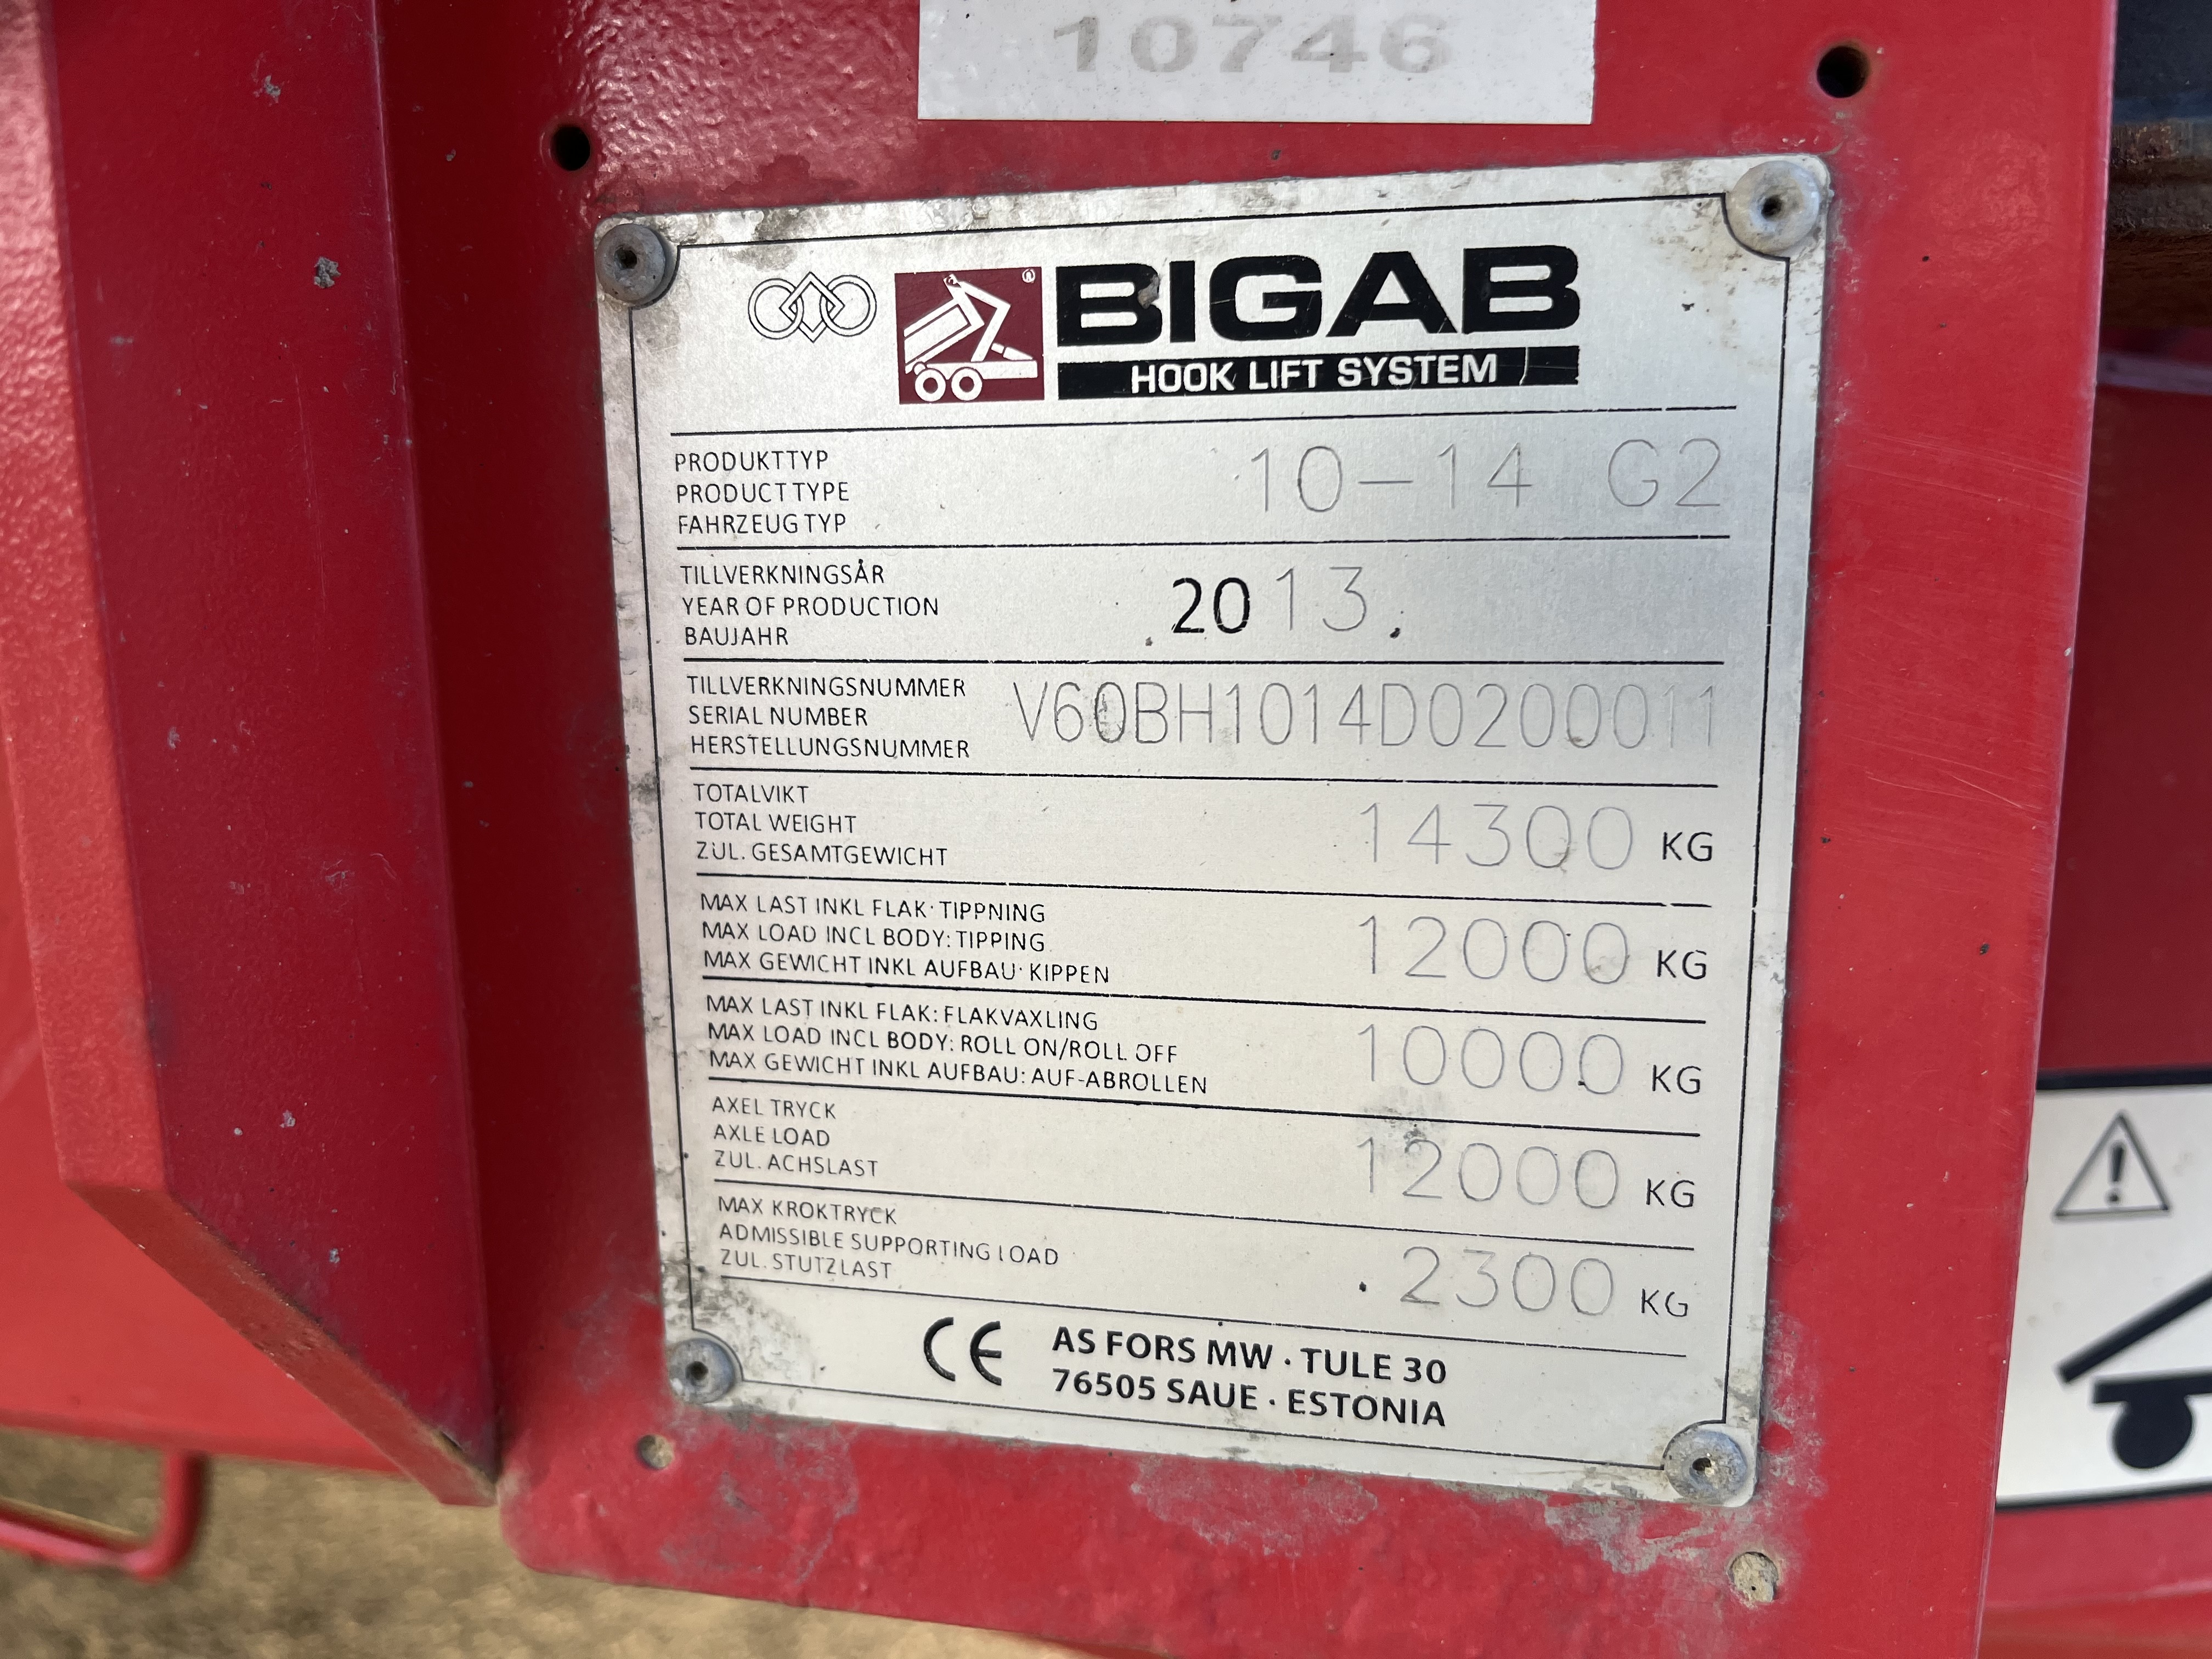 10746
BIGAB
HOOK LIFT SYSTEM
PRODUKTTYP
PRODUCT TYPE
FAHRZEUG TYP
10-14 G2
TILLVERKNINGSÅR
YEAR OF PRODUCTION
BAUJAHR
2013
TILLVERKNINGSNUMMER
SERIAL NUMBER
HERSTELLUNGSNUMMER
V60BH1014D0200011
TOTALVIKT
TOTAL WEIGHT
ZUL. GESAMTGEWICHT
14300 KG
MAX LAST INKL FLAK: TIPPNING
MAX LOAD INCL BODY: TIPPING
MAX GEWICHT INKL AUFBAU: KIPPEN
12000 KG
MAX LAST INKL FLAK: FLAKVAXLING
MAX LOAD INCL BODY: ROLL ON/ROLL OFF
MAX GEWICHT INKL AUFBAU: AUF-ABROLLEN
10000 KG
AXEL TRYCK
AXLE LOAD
ZUL. ACHSLAST
12000 KG
MAX KROKTRYCK
ADMISSIBLE SUPPORTING LOAD
ZUL. STUTZLAST
2300 KG
CE
AS FORS MW · TULE 30
76505 SAUE · ESTONIA